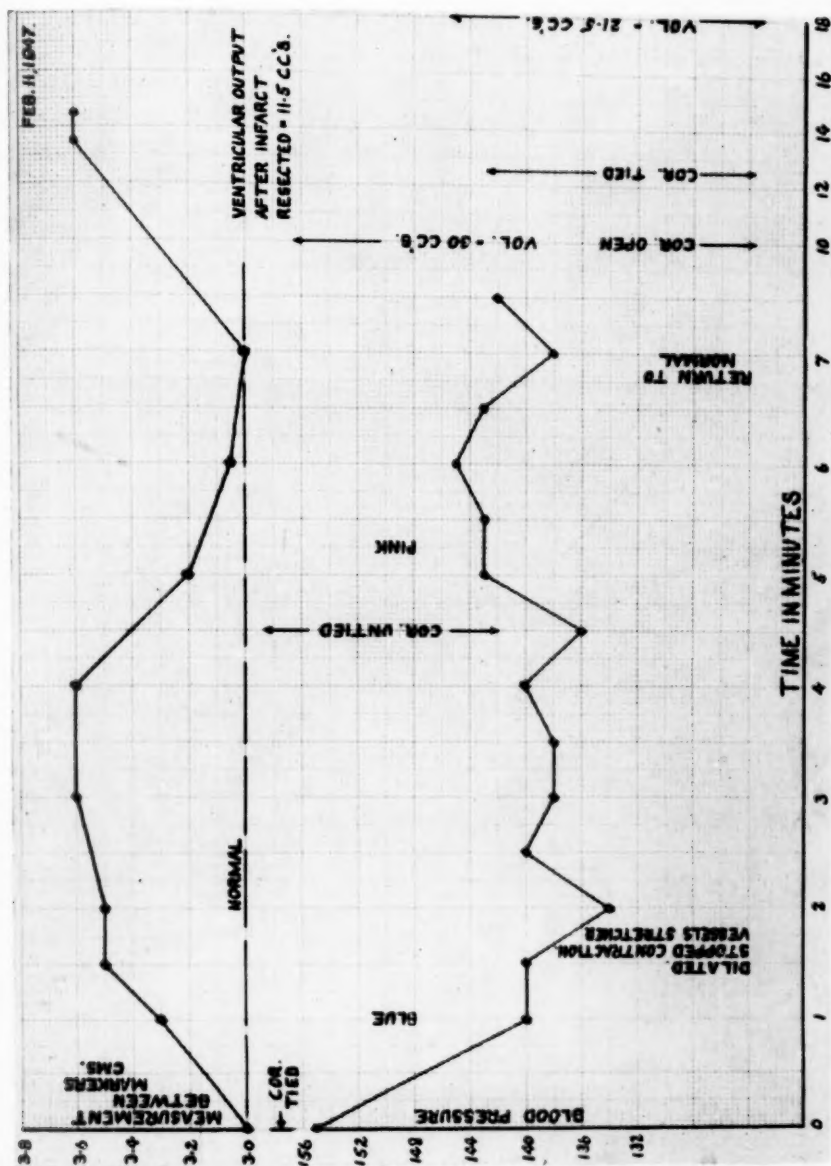 FEB. 11, 1947.
3·8
3·6
3·4
3·2
3·0
MEASUREMENT
BETWEEN
MARKERS
CMS.
NORMAL
VENTRICULAR OUTPUT
AFTER INFARCT
RESECTED = 11·5 CC'S.
COR.
TIED
156
152
149
144
140
136
132
BLOOD PRESSURE
BLUE
DILATED
STOPPED CONTRACTION
VESSELS STRETCHED
COR. UNTIED
PINK
RETURN TO
NORMAL
COR. OPEN
VOL. = 30 CC'S.
COR. TIED
VOL. = 21·5 CC'S.
0
1
2
3
4
5
6
7
10
12
14
16
18
TIME IN MINUTES